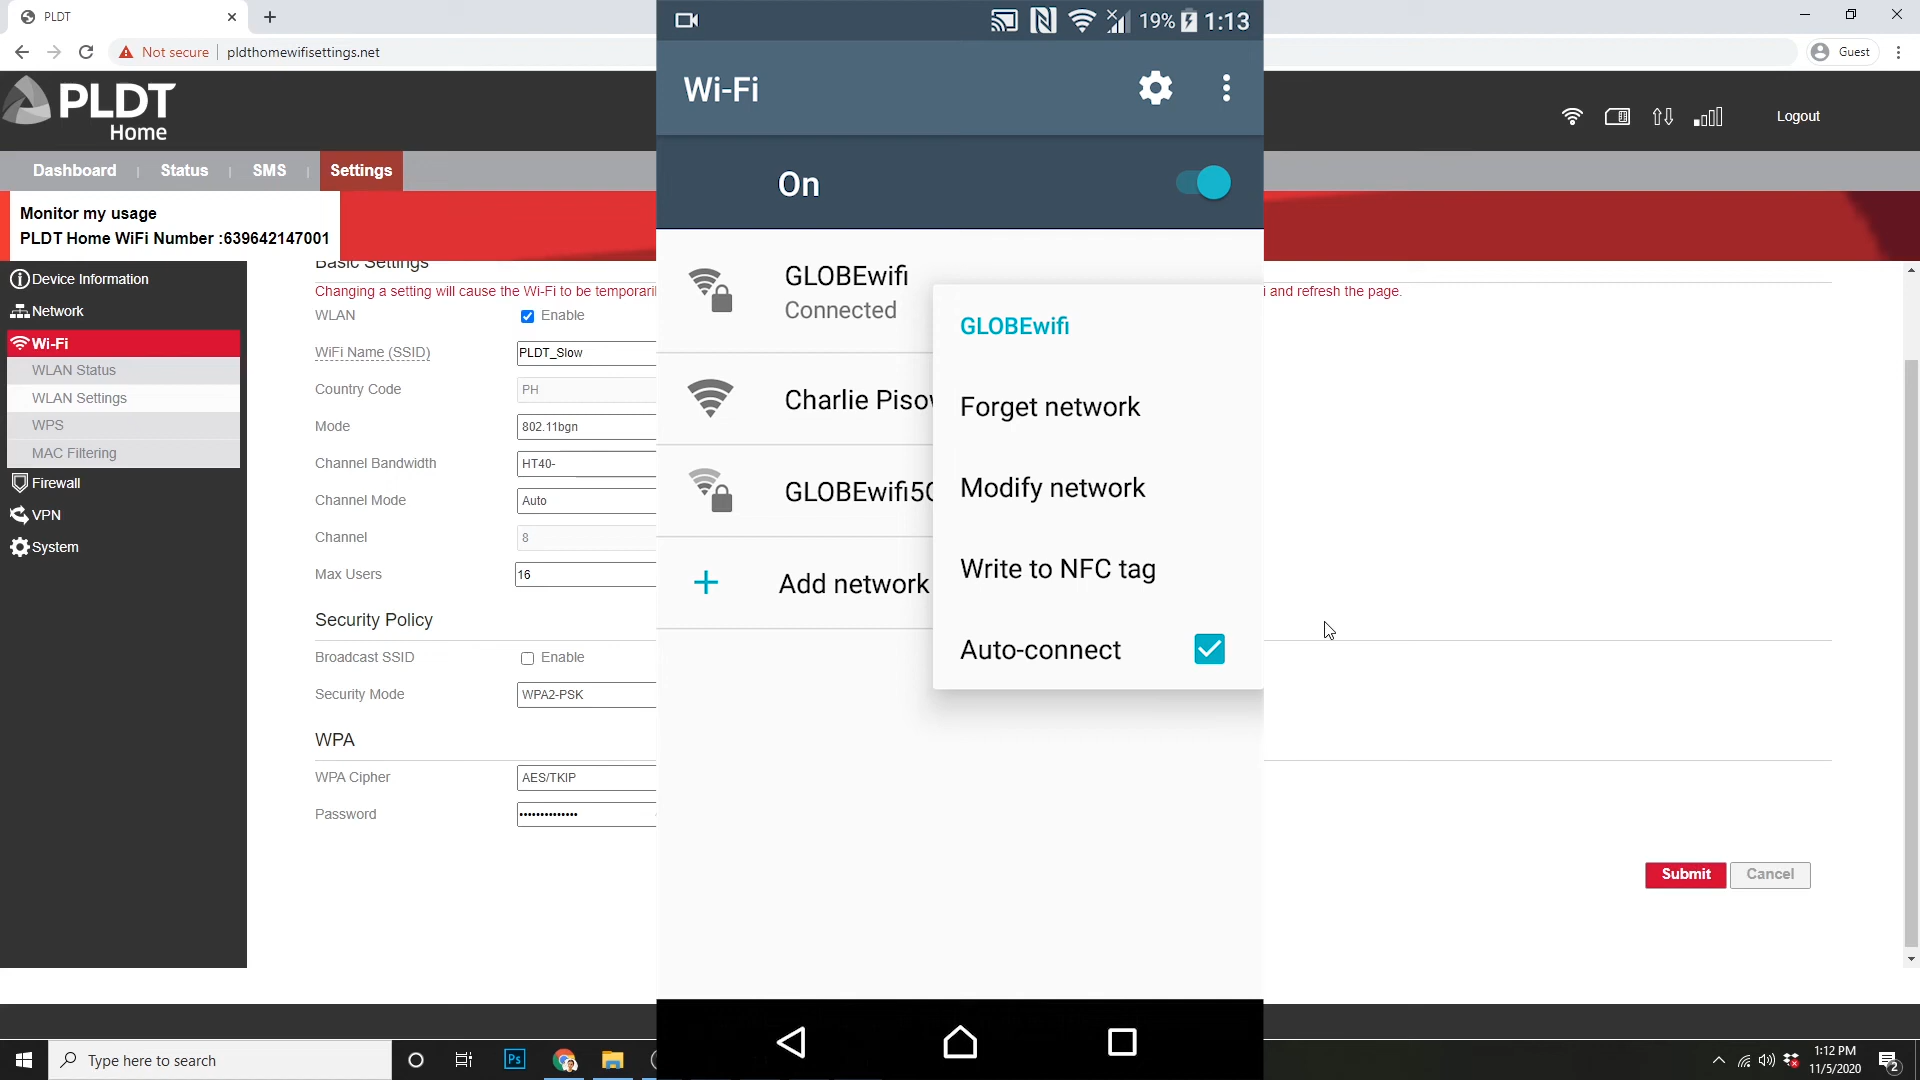 PLDT
Not secure
pldthomewifisettings.net
Guest
PLDT
Home
Logout
Dashboard
Status
SMS
Settings
Monitor my usage
PLDT Home WiFi Number :639642147001
Device Information
Network
Wi-Fi
WLAN Status
WLAN Settings
WPS
MAC Filtering
Firewall
VPN
System
Basic Settings
Changing a setting will cause the Wi-Fi to be
i and refresh the page.
WLAN
Enable
WiFi Name (SSID)
PLDT_Slow
Country Code
PH
Mode
802.11bgn
Channel Bandwidth
HT40-
Channel Mode
Auto
Channel
8
Max Users
16
Security Policy
Broadcast SSID
Enable
Security Mode
WPA2-PSK
WPA
WPA Cipher
AES/TKIP
Password
Submit
Cancel
19%
1:13
Wi-Fi
On
GLOBEwifi
Connected
Charlie
Add network
GLOBEwifi
Forget network
Modify network
Write to NFC tag
Auto-connect
Type here to search
Ps
1:12 PM
11/5/2020
2